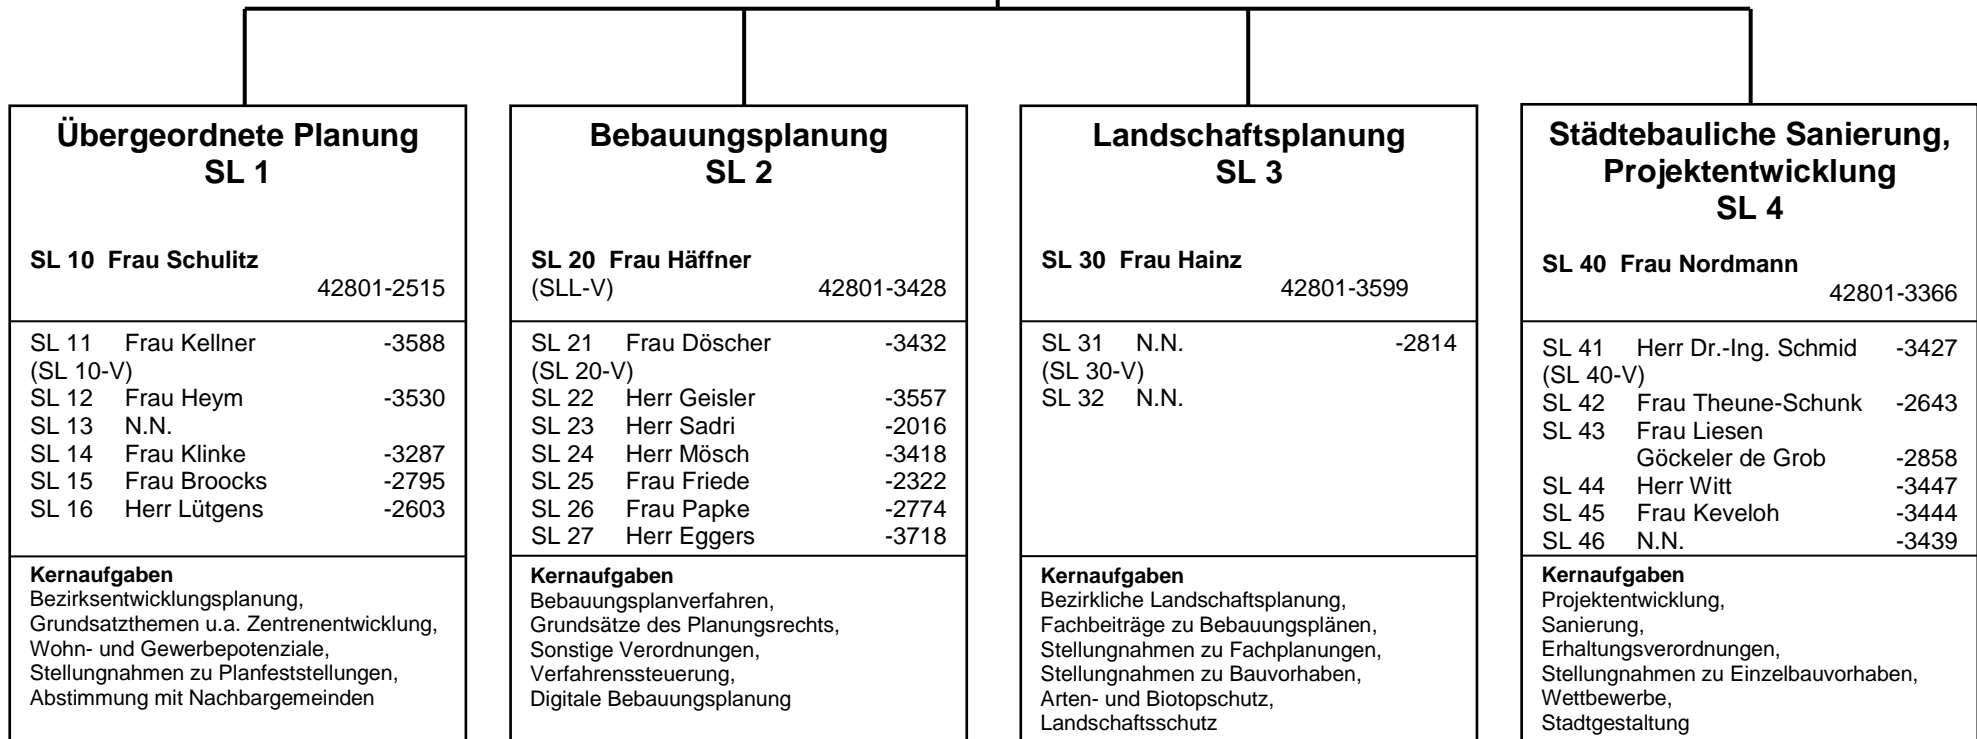 Übergeordnete Planung
SL 1
SL 10 Frau Schulitz
42801-2515
SL 11 Frau Kellner -3588
(SL 10-V)
SL 12 Frau Heym -3530
SL 13 N.N.
SL 14 Frau Klinke -3287
SL 15 Frau Broocks -2795
SL 16 Herr Lütgens -2603
Kernaufgaben
Bezirksentwicklungsplanung,
Grundsatzthemen u.a. Zentrenentwicklung,
Wohn- und Gewerbepotenziale,
Stellungnahmen zu Planfeststellungen,
Abstimmung mit Nachbargemeinden
Bebauungsplanung
SL 2
SL 20 Frau Häffner
(SLL-V) 42801-3428
SL 21 Frau Döscher -3432
(SL 20-V)
SL 22 Herr Geisler -3557
SL 23 Herr Sadri -2016
SL 24 Herr Mösch -3418
SL 25 Frau Friede -2322
SL 26 Frau Papke -2774
SL 27 Herr Eggers -3718
Kernaufgaben
Bebauungsplanverfahren,
Grundsätze des Planungsrechts,
Sonstige Verordnungen,
Verfahrenssteuerung,
Digitale Bebauungsplanung
Landschaftsplanung
SL 3
SL 30 Frau Hainz
42801-3599
SL 31 N.N. -2814
(SL 30-V)
SL 32 N.N.
Kernaufgaben
Bezirkliche Landschaftsplanung,
Fachbeiträge zu Bebauungsplänen,
Stellungnahmen zu Fachplanungen,
Stellungnahmen zu Bauvorhaben,
Arten- und Biotopschutz,
Landschaftsschutz
Städtebauliche Sanierung,
Projektentwicklung
SL 4
SL 40 Frau Nordmann
42801-3366
SL 41 Herr Dr.-Ing. Schmid -3427
(SL 40-V)
SL 42 Frau Theune-Schunk -2643
SL 43 Frau Liesen
Göckeler de Grob -2858
SL 44 Herr Witt -3447
SL 45 Frau Keveloh -3444
SL 46 N.N. -3439
Kernaufgaben
Projektentwicklung,
Sanierung,
Erhaltungsverordnungen,
Stellungnahmen zu Einzelbauvorhaben,
Wettbewerbe,
Stadtgestaltung